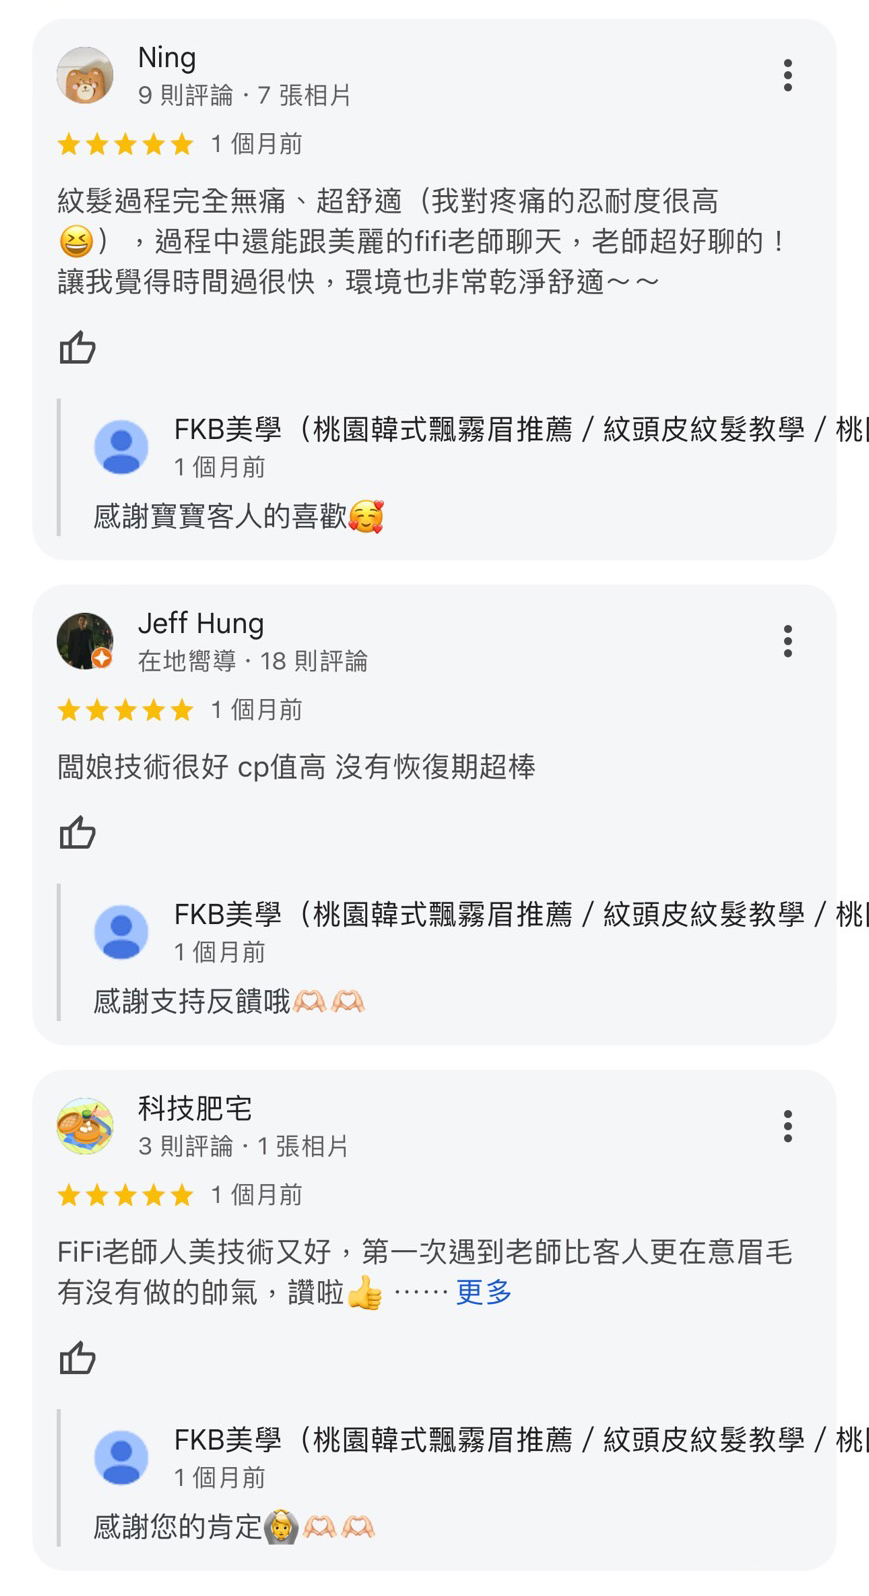 Ning
9 則評論·7 張相片
1 個月前
紋髮過程完全無痛、超舒適（我對疼痛的忍耐度很高
😆），過程中還能跟美麗的fifi老師聊天，老師超好聊的！
讓我覺得時間過很快，環境也非常乾淨舒適～～
FKB美學（桃園韓式飄霧眉推薦 / 紋頭皮紋髮教學 / 桃
1 個月前
感謝寶寶客人的喜歡🥰
Jeff Hung
在地嚮導·18 則評論
1 個月前
闆娘技術很好 cp值高 沒有恢復期超棒
FKB美學（桃園韓式飄霧眉推薦 / 紋頭皮紋髮教學 / 桃
1 個月前
感謝支持反饋哦🫶🏻🫶🏻
科技肥宅
3 則評論·1 張相片
1 個月前
FiFi老師人美技術又好，第一次遇到老師比客人更在意眉毛
有沒有做的帥氣，讚啦👍 ⋯⋯ 更多
FKB美學（桃園韓式飄霧眉推薦 / 紋頭皮紋髮教學 / 桃
1 個月前
感謝您的肯定🙆🫶🏻🫶🏻